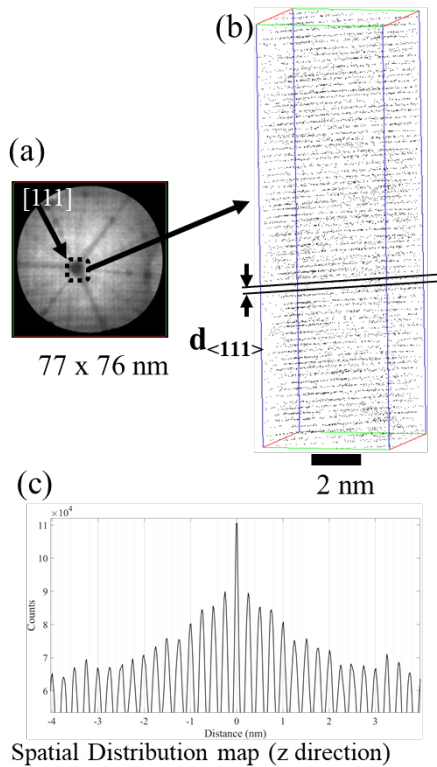 (a)
[111]
77 x 76 nm
(b)
d<111>
2 nm
(c)
×10⁴
11
10
9
8
7
6
Counts
-4 -3 -2 -1 0 1 2 3
Distance (nm)
Spatial Distribution map (z direction)